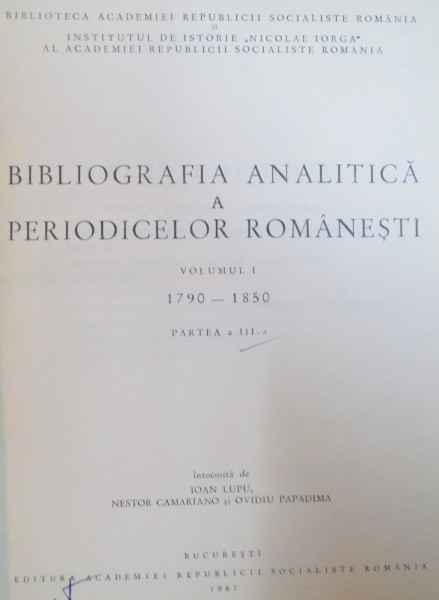 BIBLIOTECA ACADEMIEI REPUBLICII SOCIALISTE ROMÂNIA
și
INSTITUTUL DE ISTORIE „NICOLAE IORGA“
AL ACADEMIEI REPUBLICII SOCIALISTE ROMÂNIA
BIBLIOGRAFIA ANALITICĂ
A
PERIODICELOR ROMÂNEȘTI
VOLUMUL I
1790 — 1850
PARTEA a III-a
Întocmită de
IOAN LUPU,
NESTOR CAMARIANO și OVIDIU PAPADIMA
BUCUREȘTI
EDITURA ACADEMIEI REPUBLICII SOCIALISTE ROMÂNIA
1967